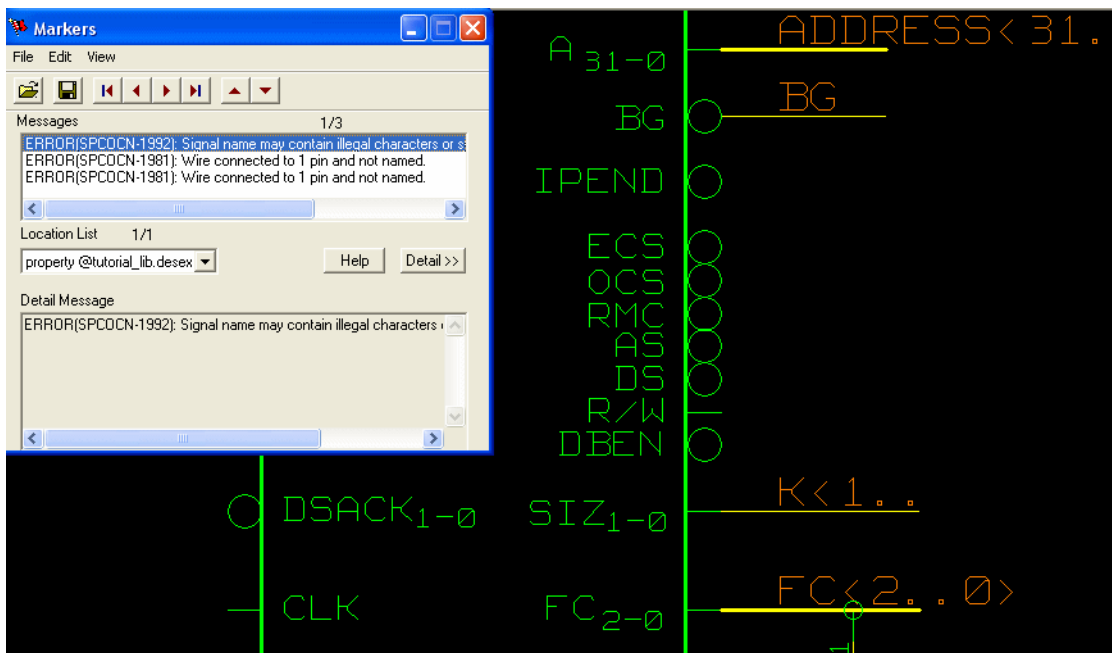 Markers
File Edit View
Messages 1/3
ERROR(SPCOCN-1992): Signal name may contain illegal characters or s
ERROR(SPCOCN-1981): Wire connected to 1 pin and not named.
ERROR(SPCOCN-1981): Wire connected to 1 pin and not named.
Location List 1/1
property @tutorial_lib.desex Help Detail >>
Detail Message
ERROR(SPCOCN-1992): Signal name may contain illegal characters
A31-0 ADDRESS<31.
BG BG
IPEND
ECS
OCS
RMC
AS
DS
R/W
DBEN
DSACK1-0 SIZ1-0 K<1..
CLK FC2-0 FC<2..0>
1